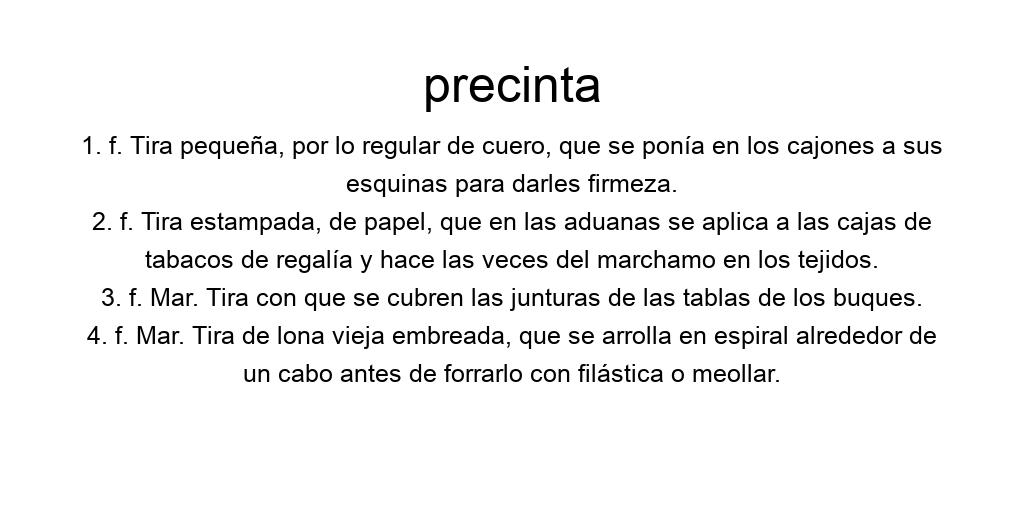 precinta
1. f. Tira pequeña, por lo regular de cuero, que se ponía en los cajones a sus
esquinas para darles firmeza.
2. f. Tira estampada, de papel, que en las aduanas se aplica a las cajas de
tabacos de regalía y hace las veces del marchamo en los tejidos.
3. f. Mar. Tira con que se cubren las junturas de las tablas de los buques.
4. f. Mar. Tira de lona vieja embreada, que se arrolla en espiral alrededor de
un cabo antes de forrarlo con filástica o meollar.